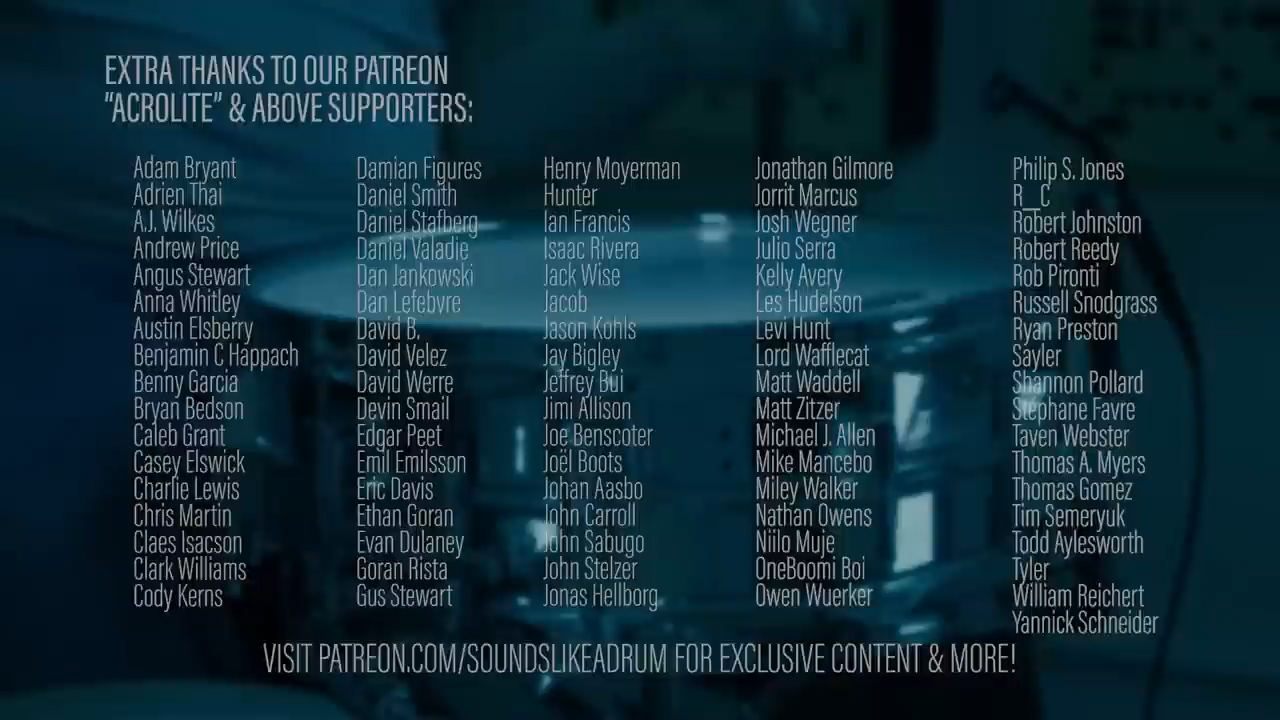 EXTRA THANKS TO OUR PATREON
“ACROLITE” & ABOVE SUPPORTERS:
Adam Bryant
Adrien Thai
A.J. Wilkes
Andrew Price
Angus Stewart
Anna Whitley
Austin Elsberry
Benjamin C Happach
Benny Garcia
Bryan Bedson
Caleb Grant
Casey Elswick
Charlie Lewis
Chris Martin
Claes Isacson
Clark Williams
Cody Kerns
Damian Figures
Daniel Smith
Daniel Stafberg
Daniel Valadie
Dan Jankowski
Dan Lefebvre
David B.
David Velez
David Werre
Devin Smail
Edgar Peet
Emil Emilsson
Eric Davis
Ethan Goran
Evan Dulaney
Goran Rista
Gus Stewart
Henry Moyerman
Hunter
Ian Francis
Isaac Rivera
Jack Wise
Jacob
Jason Kohls
Jay Bigley
Jeffrey Bui
Jimi Allison
Joe Benscoter
Joël Boots
Johan Aasbo
John Carroll
John Sabugo
John Stelzer
Jonas Hellborg
Jonathan Gilmore
Jorrit Marcus
Josh Wegner
Julio Serra
Kelly Avery
Les Hudelson
Levi Hunt
Lord Wafflecat
Matt Waddell
Matt Zitzer
Michael J. Allen
Mike Mancebo
Miley Walker
Nathan Owens
Niilo Muje
OneBoomi Boi
Owen Wuerker
Philip S. Jones
R__C
Robert Johnston
Robert Reedy
Rob Pironti
Russell Snodgrass
Ryan Preston
Sayler
Shannon Pollard
Stephane Favre
Taven Webster
Thomas A. Myers
Thomas Gomez
Tim Semeryuk
Todd Aylesworth
Tyler
William Reichert
Yannick Schneider
VISIT PATREON.COM/SOUNDSLIKEADRUM FOR EXCLUSIVE CONTENT & MORE!